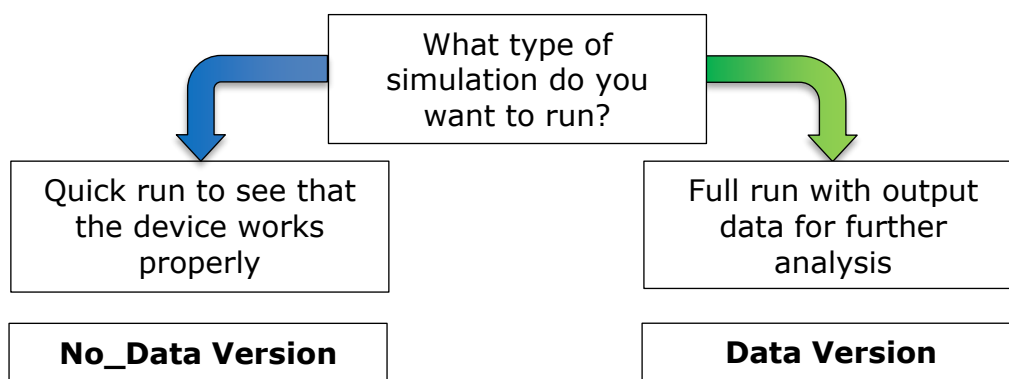 What type of
simulation do you
want to run?
Quick run to see that
the device works
properly
Full run with output
data for further
analysis
No_Data Version
Data Version